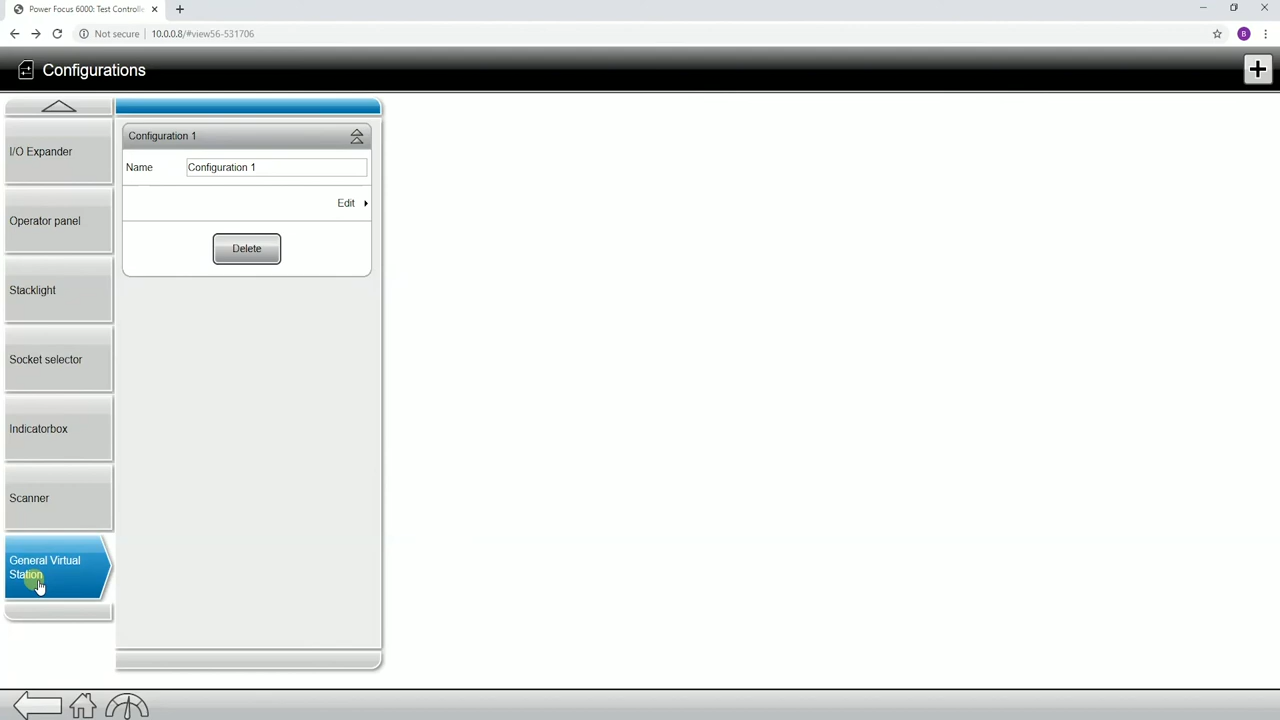 Power Focus 6000: Test Controlle
Not secure
10.0.0.8/#view56-531706
B
Configurations
I/O Expander
Operator panel
Stacklight
Socket selector
Indicatorbox
Scanner
General Virtual
Station
Configuration 1
Name
Configuration 1
Edit
Delete